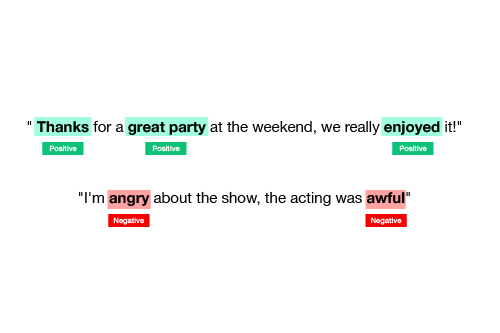 " Thanks for a great party at the weekend, we really enjoyed it!"
Positive Positive Positive
"I'm angry about the show, the acting was awful"
Negative Negative